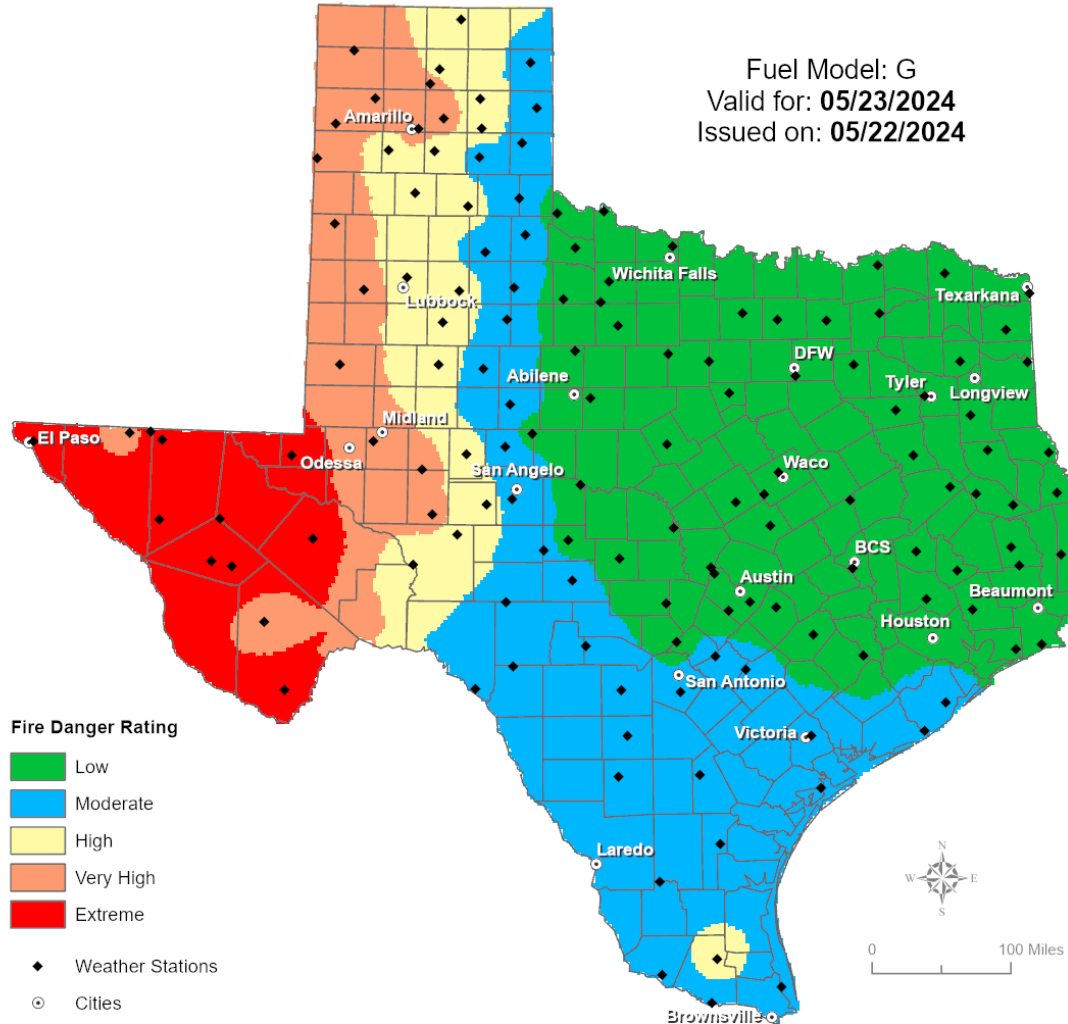 Fuel Model: G
Valid for: 05/23/2024
Issued on: 05/22/2024
Amarillo
Wichita Falls
Lubbock
Texarkana
DFW
Abilene
Tyler
Longview
Midland
El Paso
Odessa
San Angelo
Waco
BCS
Austin
Beaumont
Houston
San Antonio
Victoria
Laredo
Brownsville
Fire Danger Rating
Low
Moderate
High
Very High
Extreme
Weather Stations
Cities
N
W E
S
0 100 Miles